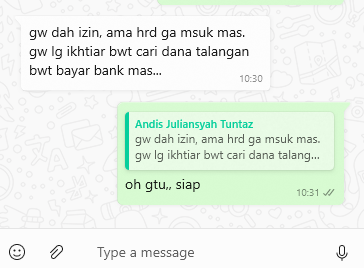 gw dah izin, ama hrd ga msuk mas.
gw lg ikhtiar bwt cari dana talangan
bwt bayar bank mas...
10:30
Andis Juliansyah Tuntaz
gw dah izin, ama hrd ga msuk mas.
gw lg ikhtiar bwt cari dana talang...
oh gtu,, siap
10:31
Type a message